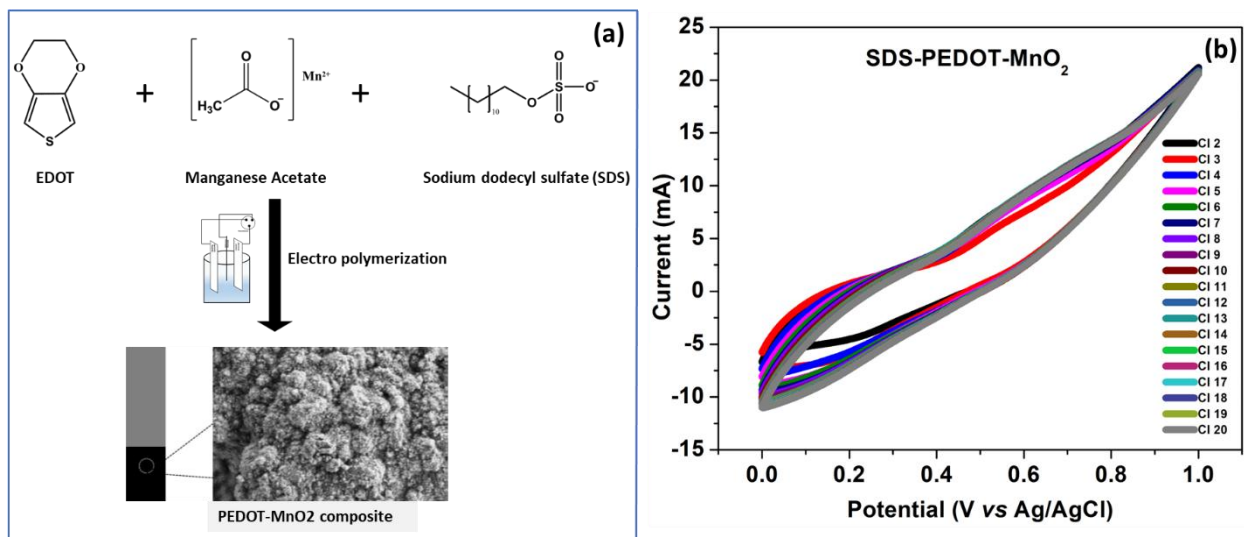 (a)
O
O
S
+
O
H₃C
O⁻
Mn²⁺
+
10
O
O
S
O⁻
O
EDOT
Manganese Acetate
Sodium dodecyl sulfate (SDS)
Electro polymerization
PEDOT-MnO2 composite
(b)
SDS-PEDOT-MnO₂
25
20
15
10
5
0
-5
-10
-15
Current (mA)
Cl 2
Cl 3
Cl 4
Cl 5
Cl 6
Cl 7
Cl 8
Cl 9
Cl 10
Cl 11
Cl 12
Cl 13
Cl 14
Cl 15
Cl 16
Cl 17
Cl 18
Cl 19
Cl 20
0.0 0.2 0.4 0.6 0.8 1.0
Potential (V vs Ag/AgCl)